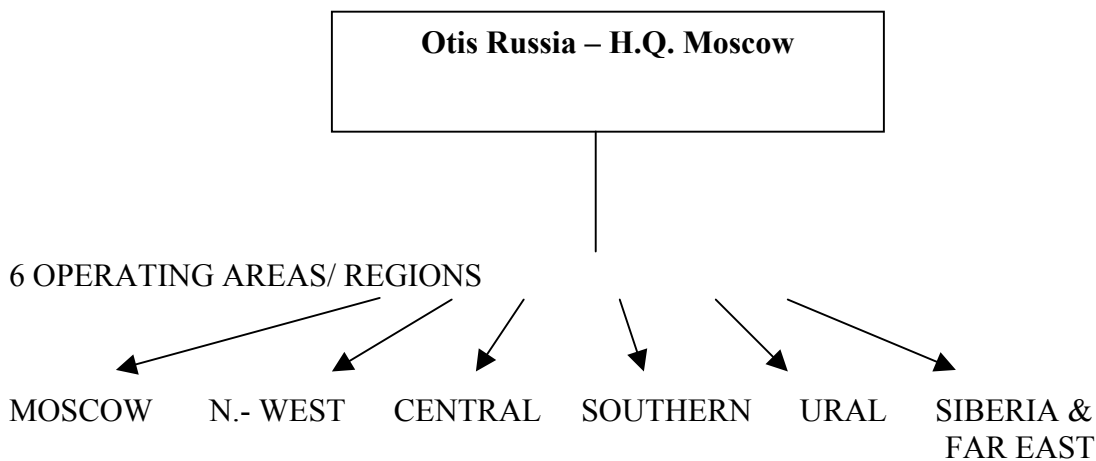 Otis Russia – H.Q. Moscow
6 OPERATING AREAS/ REGIONS
MOSCOW N.- WEST CENTRAL SOUTHERN URAL SIBERIA &
FAR EAST